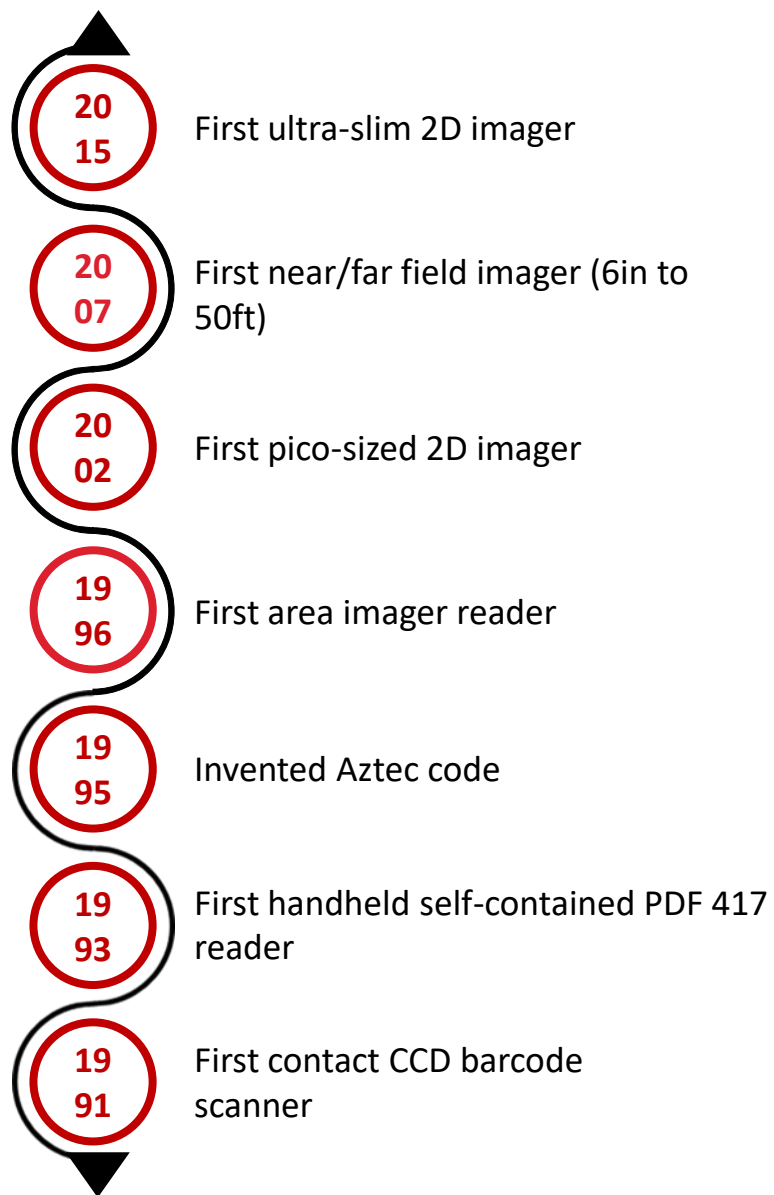 20
15
First ultra-slim 2D imager
20
07
First near/far field imager (6in to
50ft)
20
02
First pico-sized 2D imager
19
96
First area imager reader
19
95
Invented Aztec code
19
93
First handheld self-contained PDF 417
reader
19
91
First contact CCD barcode
scanner